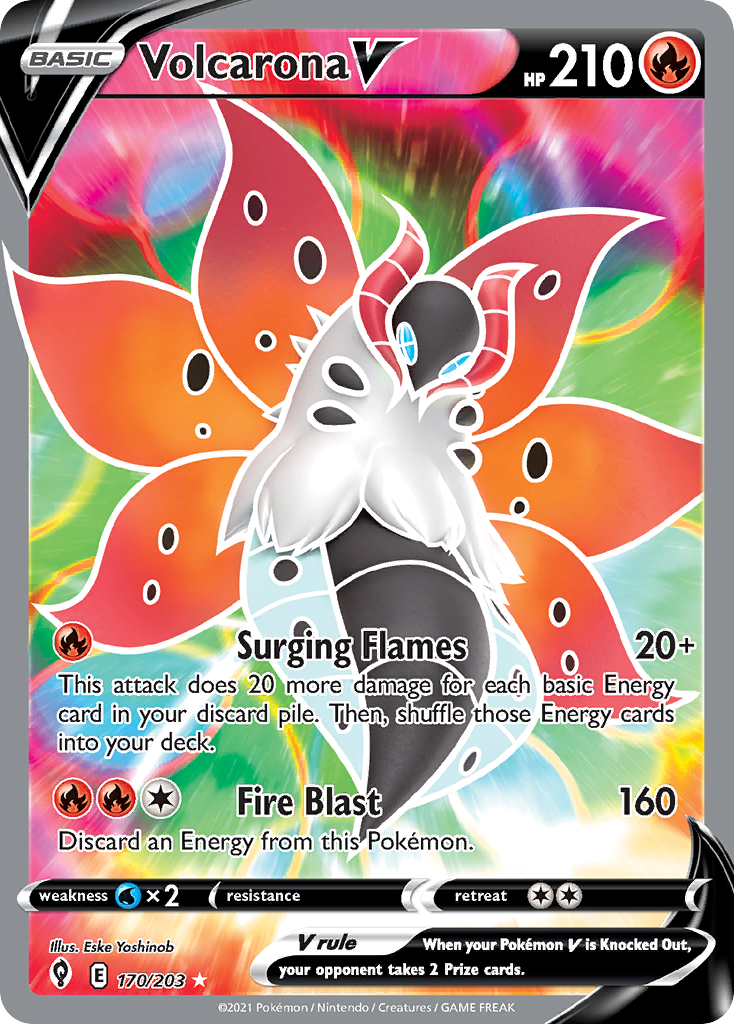 BASIC Volcarona V HP 210
Surging Flames 20+
This attack does 20 more damage for each basic Energy
card in your discard pile. Then, shuffle those Energy cards
into your deck.
Fire Blast 160
Discard an Energy from this Pokémon.
weakness ×2 resistance retreat
Illus. Eske Yoshinob
V rule When your Pokémon V is Knocked Out,
your opponent takes 2 Prize cards.
E 170/203
©2021 Pokémon / Nintendo / Creatures / GAME FREAK